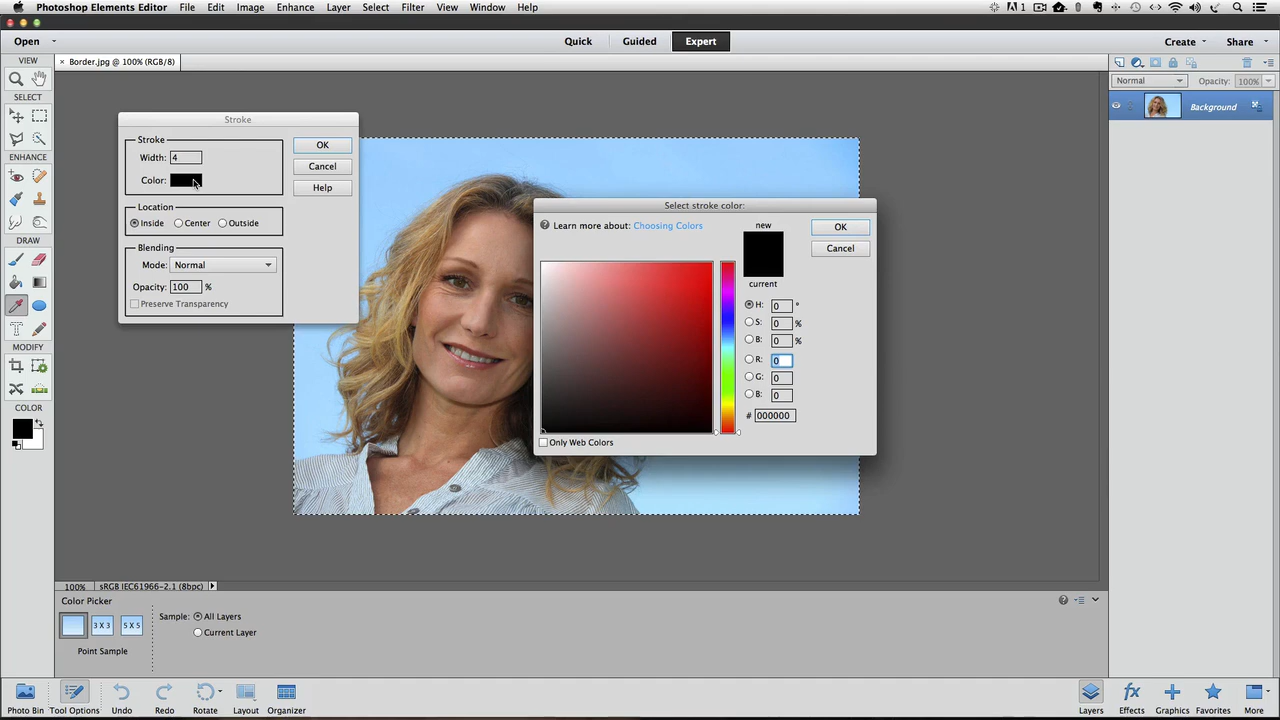 Photoshop Elements Editor File Edit Image Enhance Layer Select Filter View Window Help
1
Open Quick Guided Expert Create Share
VIEW
× Border.jpg @ 100% (RGB/8)
SELECT
ENHANCE
DRAW
MODIFY
COLOR
Normal Opacity: 100%
Background
Stroke
Stroke
Width: 4
Color:
OK
Cancel
Help
Location
Inside Center Outside
Blending
Mode: Normal
Opacity: 100 %
Preserve Transparency
Select stroke color:
Learn more about: Choosing Colors
new
current
OK
Cancel
H: 0 °
S: 0 %
B: 0 %
R: 0
G: 0
B: 0
# 000000
Only Web Colors
100% sRGB IEC61966-2.1 (8bpc)
Color Picker
3 X 3 5 X 5
Point Sample
Sample: All Layers
Current Layer
Photo Bin Tool Options Undo Redo Rotate Layout Organizer
Layers Effects Graphics Favorites More